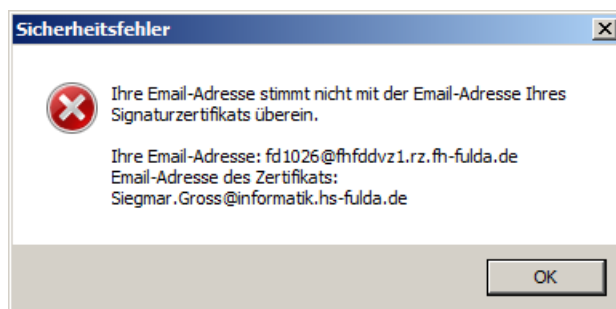 Sicherheitsfehler
Ihre Email-Adresse stimmt nicht mit der Email-Adresse Ihres
Signaturzertifikats überein.
Ihre Email-Adresse: fd1026@fhfddvz1.rz.fh-fulda.de
Email-Adresse des Zertifikats:
Siegmar.Gross@informatik.hs-fulda.de
OK